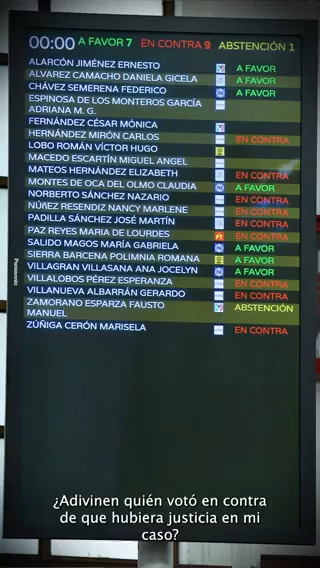 00:00 A FAVOR 7 EN CONTRA 9 ABSTENCIÓN 1
ALARCÓN JIMÉNEZ ERNESTO A FAVOR
ALVAREZ CAMACHO DANIELA GICELA A FAVOR
CHÁVEZ SEMERENA FEDERICO A FAVOR
ESPINOSA DE LOS MONTEROS GARCÍA
ADRIANA M. G.
FERNÁNDEZ CÉSAR MÓNICA
HERNÁNDEZ MIRÓN CARLOS EN CONTRA
LOBO ROMÁN VÍCTOR HUGO
MACEDO ESCARTÍN MIGUEL ANGEL
MATEOS HERNÁNDEZ ELIZABETH EN CONTRA
MONTES DE OCA DEL OLMO CLAUDIA A FAVOR
NORBERTO SÁNCHEZ NAZARIO EN CONTRA
NÚÑEZ RESENDIZ NANCY MARLENE EN CONTRA
PADILLA SÁNCHEZ JOSÉ MARTÍN EN CONTRA
PAZ REYES MARIA DE LOURDES PT EN CONTRA
SALIDO MAGOS MARÍA GABRIELA A FAVOR
SIERRA BARCENA POLIMNIA ROMANA A FAVOR
VILLAGRAN VILLASANA ANA JOCELYN A FAVOR
VILLALOBOS PÉREZ ESPERANZA EN CONTRA
VILLANUEVA ALBARRÁN GERARDO EN CONTRA
ZAMORANO ESPARZA FAUSTO ABSTENCIÓN
MANUEL
ZÚÑIGA CERÓN MARISELA EN CONTRA
Panasonic
¿Adivinen quién votó en contra
de que hubiera justicia en mi
caso?